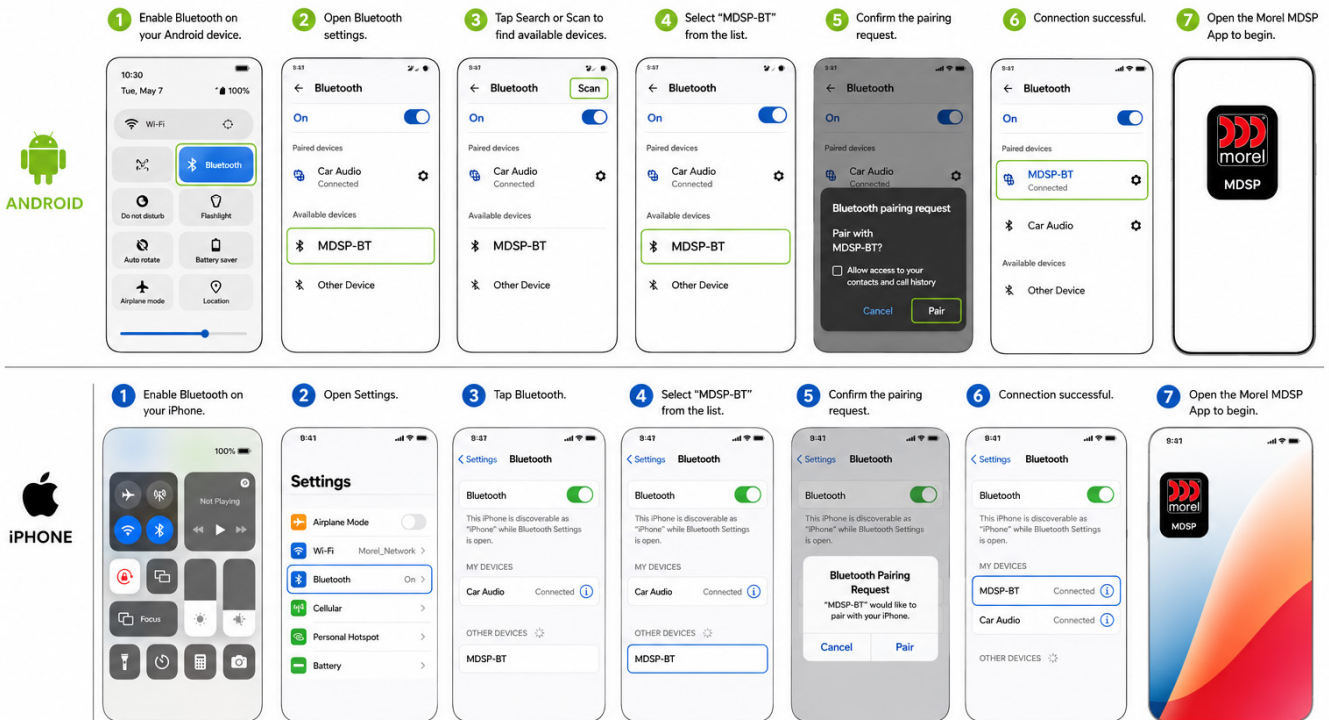 1 Enable Bluetooth on
your Android device.
2 Open Bluetooth
settings.
3 Tap Search or Scan to
find available devices.
4 Select “MDSP-BT”
from the list.
5 Confirm the pairing
request.
6 Connection successful.
7 Open the Morel MDSP
App to begin.
ANDROID
10:30
Tue, May 7 100%
Wi-Fi
Bluetooth
Do not disturb Flashlight
Auto rotate Battery saver
Airplane mode Location
Bluetooth
On
Paired devices
Car Audio
Connected
Available devices
MDSP-BT
Other Device
Bluetooth Scan
On
Paired devices
Car Audio
Connected
Available devices
MDSP-BT
Other Device
Bluetooth
On
Paired devices
Car Audio
Connected
Available devices
MDSP-BT
Other Device
Bluetooth
On
Paired devices
Car Audio
Connected
Bluetooth pairing request
Pair with
MDSP-BT?
Allow access to your
contacts and call history
Cancel Pair
Bluetooth
On
Paired devices
MDSP-BT
Connected
Car Audio
Available devices
Other Device
morel
MDSP
1 Enable Bluetooth on
your iPhone.
2 Open Settings.
3 Tap Bluetooth.
4 Select “MDSP-BT”
from the list.
5 Confirm the pairing
request.
6 Connection successful.
7 Open the Morel MDSP
App to begin.
iPHONE
100%
Not Playing
Focus
9:41
Settings
Airplane Mode
Wi-Fi Morel_Network
Bluetooth On
Cellular
Personal Hotspot
Battery
Settings Bluetooth
Bluetooth
This iPhone is discoverable as
“iPhone” while Bluetooth Settings
is open.
MY DEVICES
Car Audio Connected
OTHER DEVICES
MDSP-BT
Settings Bluetooth
Bluetooth
This iPhone is discoverable as
“iPhone” while Bluetooth Settings
is open.
MY DEVICES
Car Audio Connected
OTHER DEVICES
MDSP-BT
Settings Bluetooth
Bluetooth
This iPhone is discoverable as
“iPhone” while Bluetooth Settings
is open.
Bluetooth Pairing
Request
“MDSP-BT” would like to
pair with your iPhone.
Cancel Pair
Settings Bluetooth
Bluetooth
This iPhone is discoverable as
“iPhone” while Bluetooth Settings
is open.
MY DEVICES
MDSP-BT Connected
Car Audio Connected
OTHER DEVICES
morel
MDSP